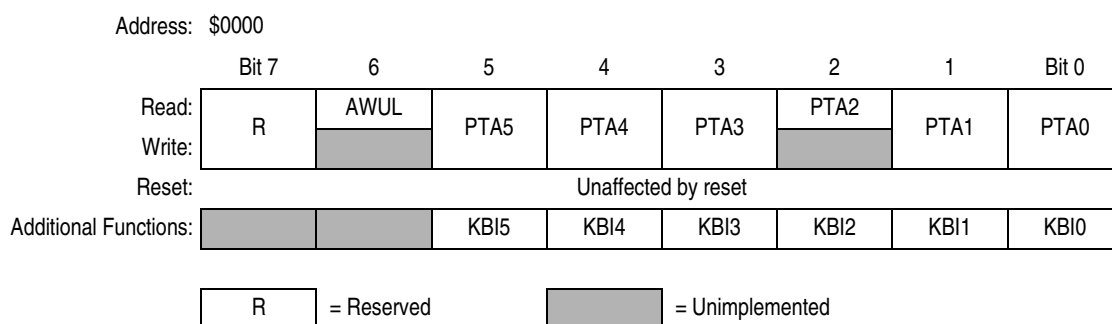 Address: $0000
Bit 7 6 5 4 3 2 1 Bit 0
Read: R AWUL PTA5 PTA4 PTA3 PTA2 PTA1 PTA0
Write:
Reset: Unaffected by reset
Additional Functions: KBI5 KBI4 KBI3 KBI2 KBI1 KBI0
R = Reserved = Unimplemented